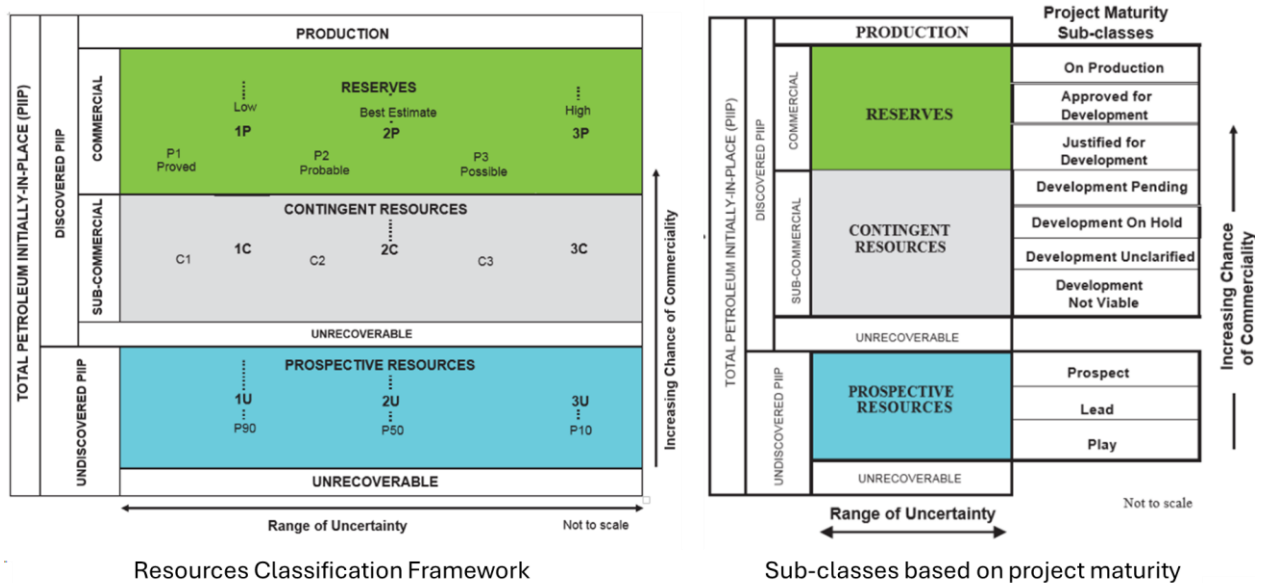 TOTAL PETROLEUM INITIALLY-IN-PLACE (PIIP)
DISCOVERED PIIP
UNDISCOVERED PIIP
COMMERCIAL
SUB-COMMERCIAL
PRODUCTION
RESERVES
Low
Best Estimate
High
1P
2P
3P
P1
Proved
P2
Probable
P3
Possible
CONTINGENT RESOURCES
1C
2C
3C
C1
C2
C3
UNRECOVERABLE
PROSPECTIVE RESOURCES
1U
2U
3U
P90
P50
P10
UNRECOVERABLE
Increasing Chance of Commerciality
Range of Uncertainty
Not to scale
Resources Classification Framework
TOTAL PETROLEUM INITIALLY-IN-PLACE (PIIP)
DISCOVERED PIIP
UNDISCOVERED PIIP
COMMERCIAL
SUB-COMMERCIAL
PRODUCTION
RESERVES
CONTINGENT
RESOURCES
UNRECOVERABLE
PROSPECTIVE
RESOURCES
UNRECOVERABLE
Project Maturity
Sub-classes
On Production
Approved for
Development
Justified for
Development
Development Pending
Development On Hold
Development Unclarified
Development
Not Viable
Prospect
Lead
Play
Increasing Chance
of Commerciality
Not to scale
Range of Uncertainty
Sub-classes based on project maturity